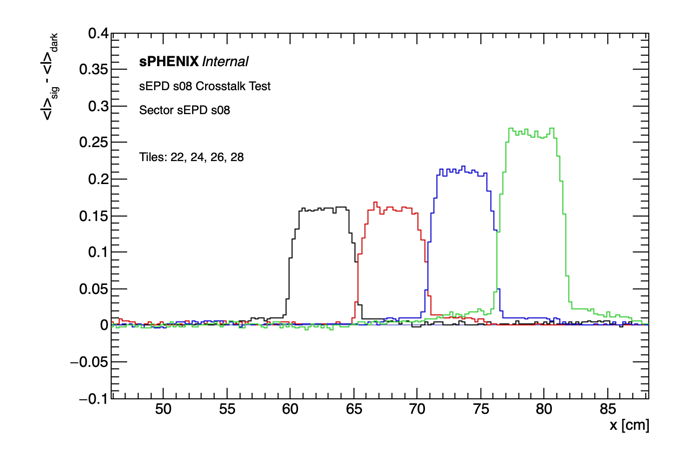 <I>sig - <I>dark
0.4
0.35
0.3
0.25
0.2
0.15
0.1
0.05
0
−0.05
−0.1
sPHENIX Internal
sEPD s08 Crosstalk Test
Sector sEPD s08
Tiles: 22, 24, 26, 28
50 55 60 65 70 75 80 85
x [cm]